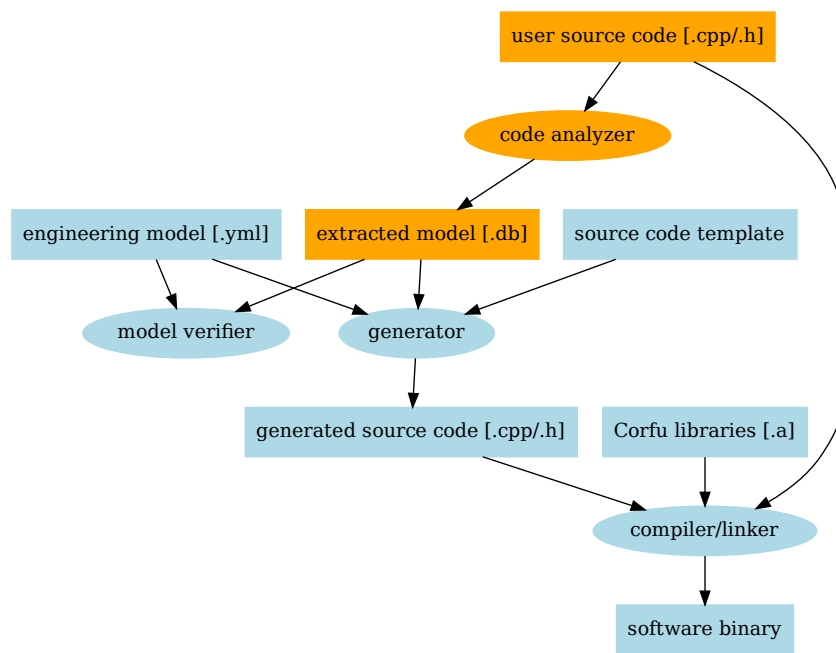 user source code [.cpp/.h]
code analyzer
engineering model [.yml]
extracted model [.db]
source code template
model verifier
generator
generated source code [.cpp/.h]
Corfu libraries [.a]
compiler/linker
software binary